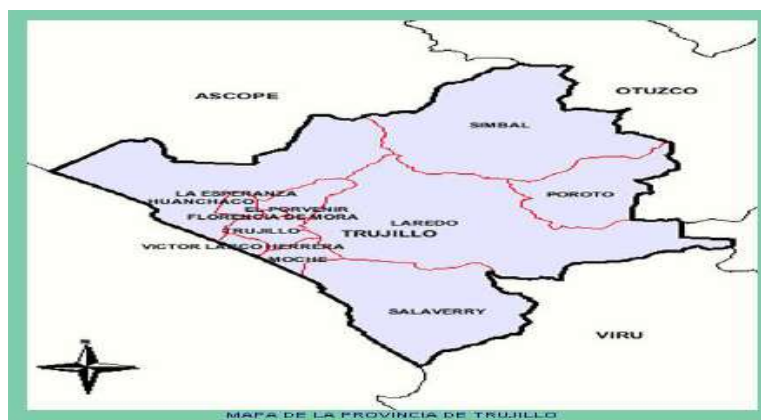 ASCOPE
OTUZCO
SIMBAL
LA ESPERANZA
POROTO
HUANCHACO
EL PORVENIR
FLORENCIA DE MORA
LAREDO
TRUJILLO
TRUJILLO
VICTOR LARCO HERRERA
MOCHE
SALAVERRY
VIRU
MAPA DE LA PROVINCIA DE TRUJILLO